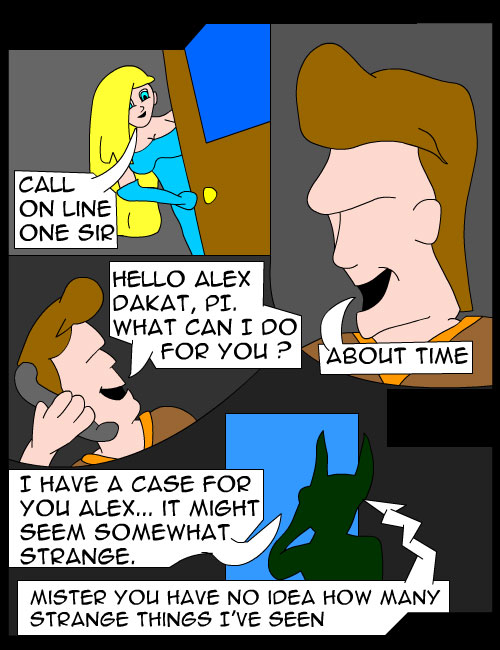 CALL
ON LINE
ONE SIR
ABOUT TIME
HELLO ALEX
DAKAT, PI.
WHAT CAN I DO
FOR YOU ?
I HAVE A CASE FOR
YOU ALEX... IT MIGHT
SEEM SOMEWHAT
STRANGE.
MISTER YOU HAVE NO IDEA HOW MANY
STRANGE THINGS I'VE SEEN